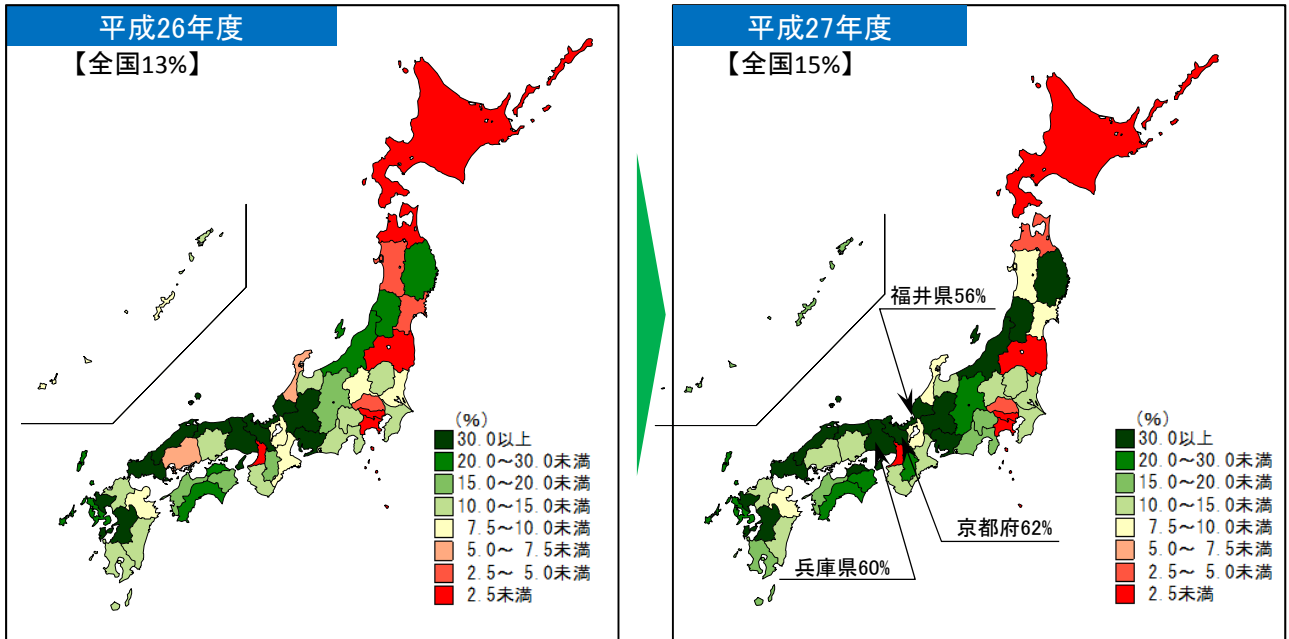 平成26年度
【全国13%】
(%)
30.0以上
20.0～30.0未満
15.0～20.0未満
10.0～15.0未満
7.5～10.0未満
5.0～ 7.5未満
2.5～ 5.0未満
2.5未満
平成27年度
【全国15%】
福井県56%
京都府62%
兵庫県60%
(%)
30.0以上
20.0～30.0未満
15.0～20.0未満
10.0～15.0未満
7.5～10.0未満
5.0～ 7.5未満
2.5～ 5.0未満
2.5未満